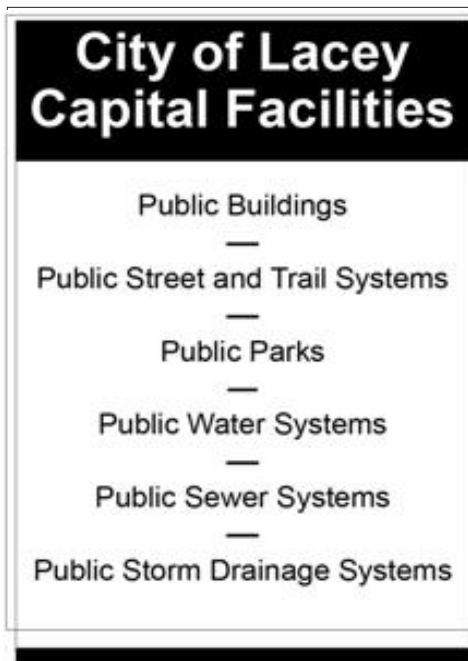 City of Lacey
Capital Facilities
Public Buildings
—
Public Street and Trail Systems
—
Public Parks
—
Public Water Systems
—
Public Sewer Systems
—
Public Storm Drainage Systems